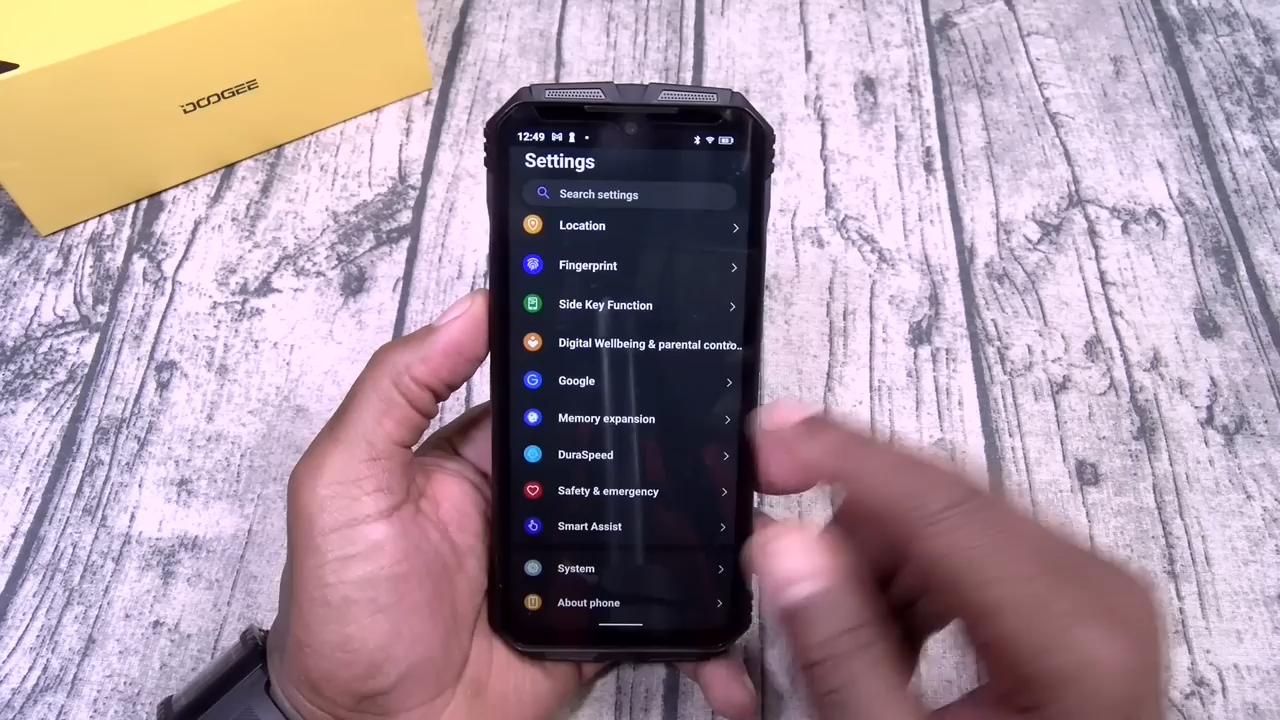 DOOGEE
12:49
Settings
Search settings
Location
Fingerprint
Side Key Function
Digital Wellbeing & parental contro..
Google
Memory expansion
DuraSpeed
Safety & emergency
Smart Assist
System
About phone